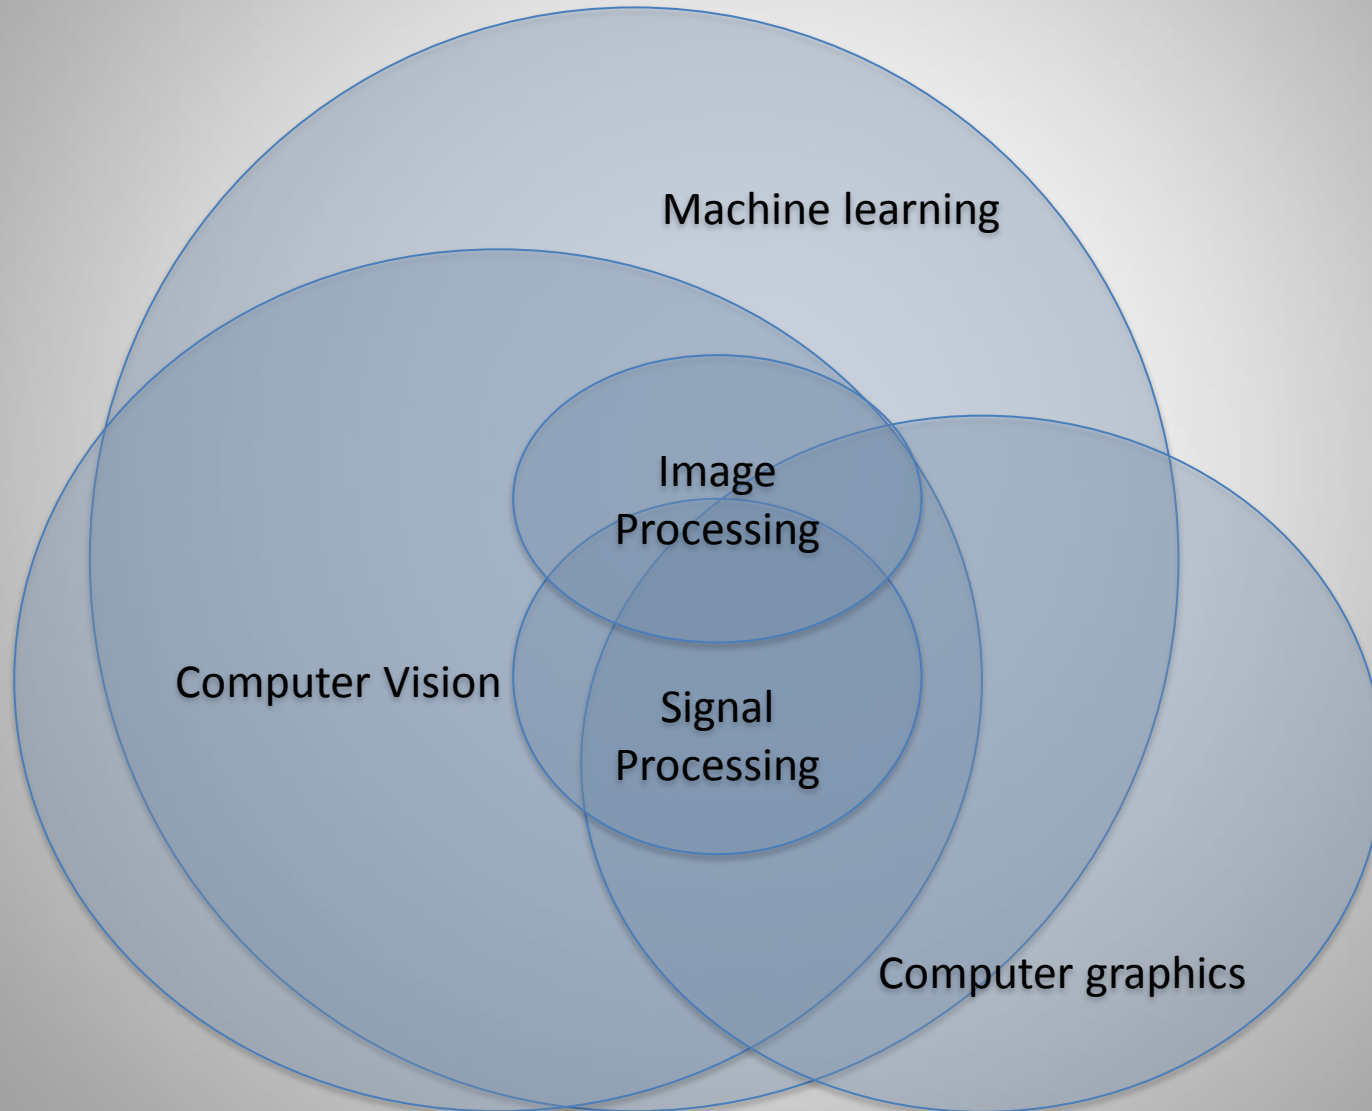 Machine learning
Image
Processing
Computer Vision
Signal
Processing
Computer graphics